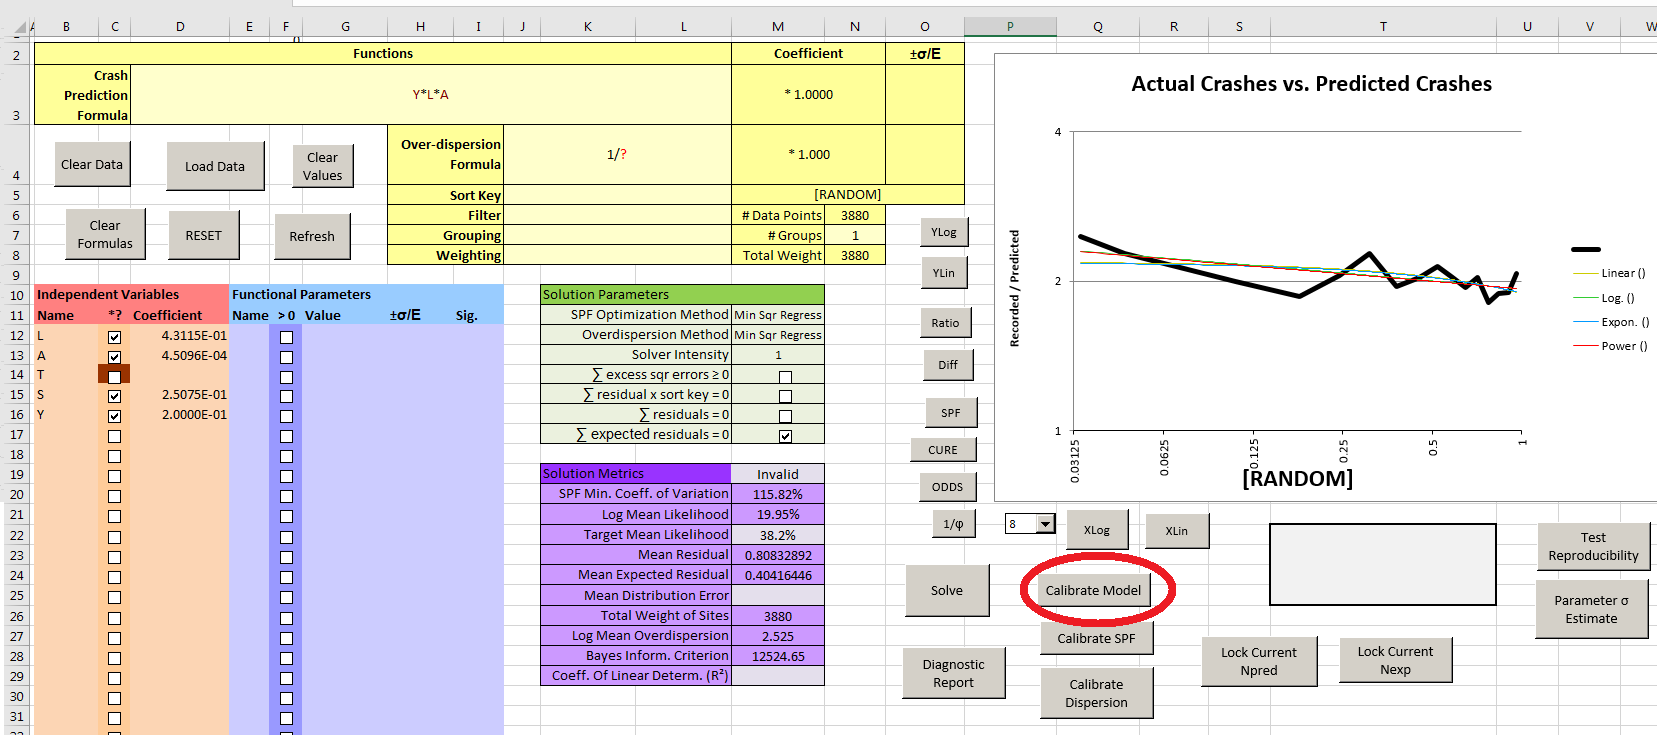 A B C D E F G H I J K L M N O P Q R S T U V W
2 Functions Coefficient ±σ/E
3 Crash Prediction Formula Y*L*A * 1.0000
4 Over-dispersion Formula 1/? * 1.000
Clear Data Load Data Clear Values
5 Sort Key [RANDOM]
6 Filter # Data Points 3880
7 Grouping # Groups 1
8 Weighting Total Weight 3880
Clear Formulas RESET Refresh
9
10 Independent Variables Functional Parameters Solution Parameters
11 Name *? Coefficient Name > 0 Value ±σ/E Sig. SPF Optimization Method Min Sqr Regress
12 L 4.3115E-01 Overdispersion Method Min Sqr Regress
13 A 4.5096E-04 Solver Intensity 1
14 T ∑ excess sqr errors ≥ 0
15 S 2.5075E-01 ∑ residual x sort key = 0
16 Y 2.0000E-01 ∑ residuals = 0
17 ∑ expected residuals = 0
18
19 Solution Metrics Invalid
20 SPF Min. Coeff. of Variation 115.82%
21 Log Mean Likelihood 19.95%
22 Target Mean Likelihood 38.2%
23 Mean Residual 0.80832892
24 Mean Expected Residual 0.40416446
25 Mean Distribution Error
26 Total Weight of Sites 3880
27 Log Mean Overdispersion 2.525
28 Bayes Inform. Criterion 12524.65
29 Coeff. Of Linear Determ. (R²)
30
31
YLog
YLin
Ratio
Diff
SPF
CURE
ODDS
1/φ
8
XLog
XLin
Solve
Calibrate Model
Calibrate SPF
Diagnostic Report
Calibrate Dispersion
Lock Current Npred
Lock Current Nexp
Test Reproducibility
Parameter σ Estimate
Actual Crashes vs. Predicted Crashes
Recorded / Predicted
4
2
1
0.03125 0.0625 0.125 0.25 0.5 1
[RANDOM]
Linear ()
Log. ()
Expon. ()
Power ()